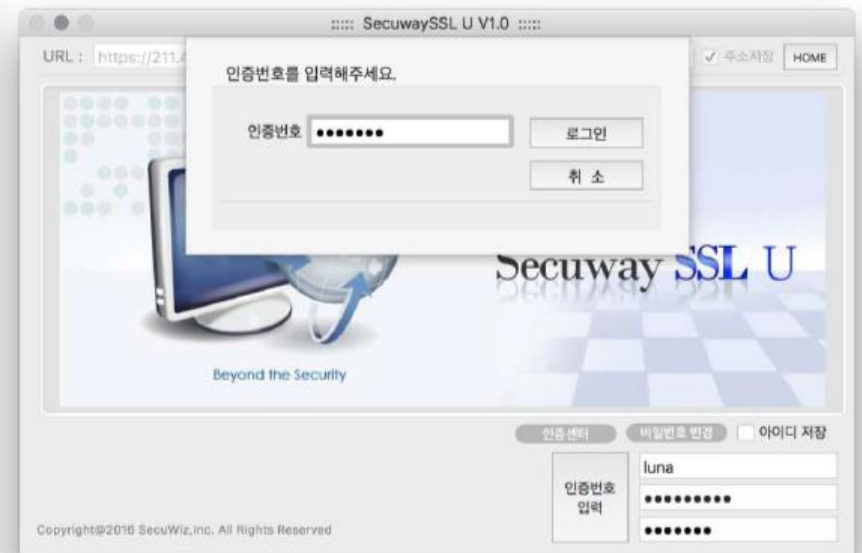 ::::: SecuwaySSL U V1.0 :::::
URL : https://211.
주소저장 HOME
인증번호를 입력해주세요.
인증번호 ●●●●●●● 로그인
취 소
Secuway SSL U
Beyond the Security
인증센터 비밀번호 변경 아이디 저장
luna
인증번호
입력
●●●●●●●●●
●●●●●●●
Copyright@2016 SecuWiz,Inc. All Rights Reserved